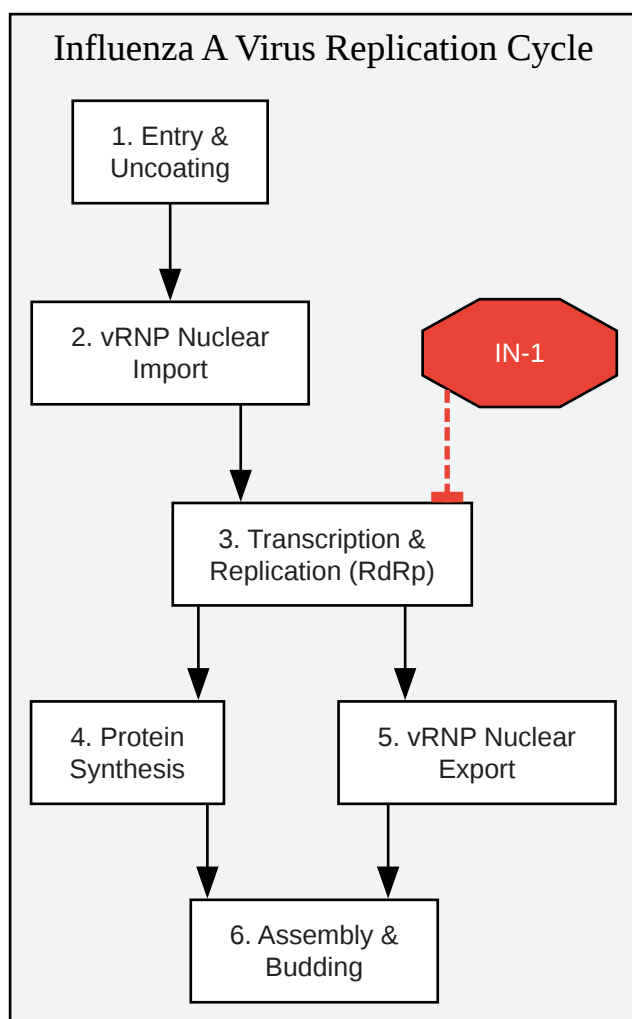 Influenza A Virus Replication Cycle
1. Entry &
Uncoating
2. vRNP Nuclear
Import
IN-1
3. Transcription &
Replication (RdRp)
4. Protein
Synthesis
5. vRNP Nuclear
Export
6. Assembly &
Budding